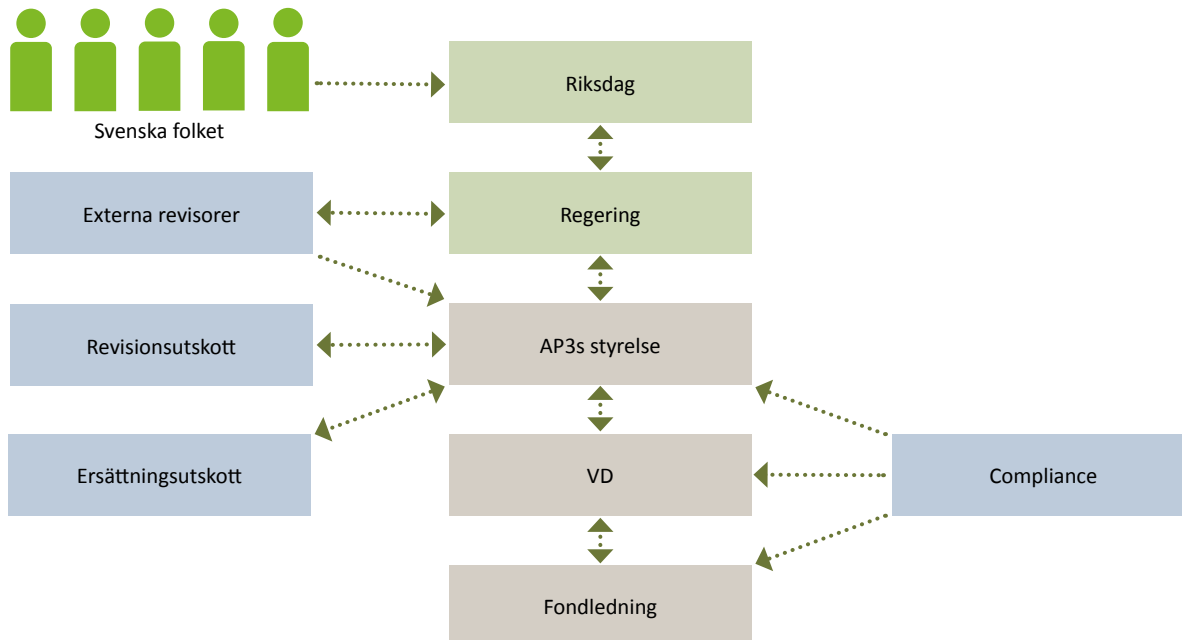 Riksdag
Svenska folket
Externa revisorer
Regering
Revisionsutskott
AP3s styrelse
Ersättningsutskott
VD
Compliance
Fondledning